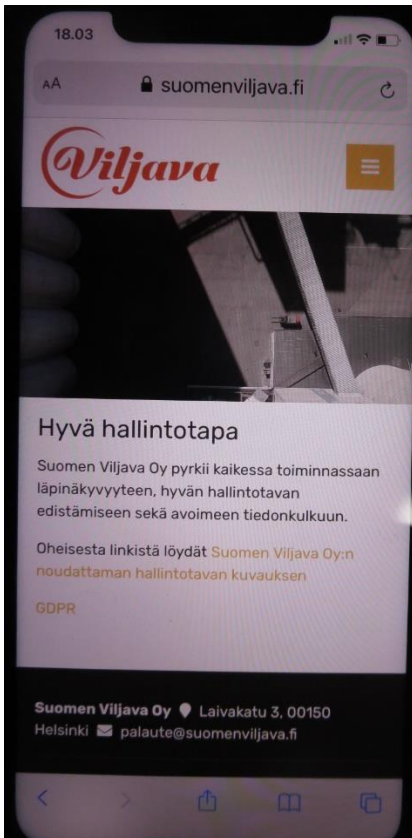 18.03
AA suomenviljava.fi
Viljava
Hyvä hallintotapa
Suomen Viljava Oy pyrkii kaikessa toiminnassaan
läpinäkyvyyteen, hyvän hallintotavan
edistämiseen sekä avoimeen tiedonkulkuun.
Oheisesta linkistä löydät Suomen Viljava Oy:n
noudattaman hallintotavan kuvauksen
GDPR
Suomen Viljava Oy Laivakatu 3, 00150
Helsinki palaute@suomenviljava.fi